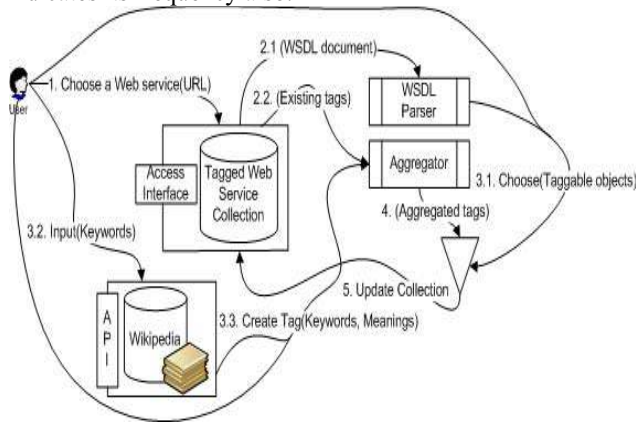 2.1 (WSDL document)
1. Choose a Web service(URL)
User
2.2. (Existing tags)
WSDL
Parser
Access
Interface
Tagged Web
Service
Collection
Aggregator
3.1. Choose(Taggable objects)
4. (Aggregated tags)
3.2. Input(Keywords)
5. Update Collection
A
P
I
Wikipedia
3.3. Create Tag(Keywords, Meanings)